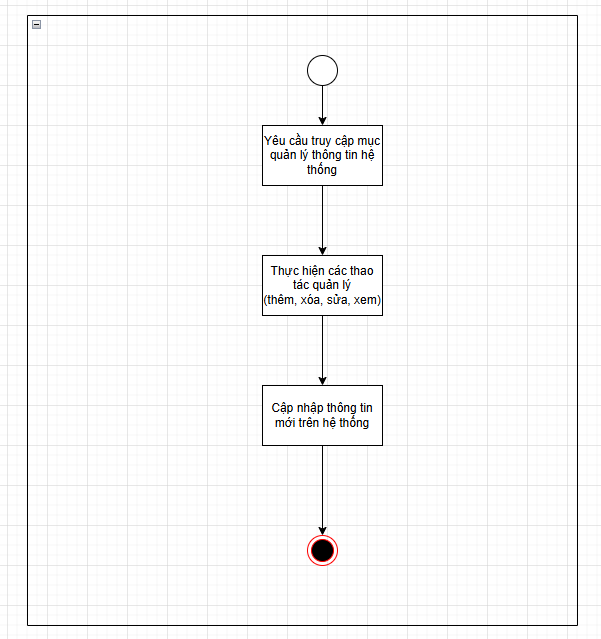 Yêu cầu truy cập mục
quản lý thông tin hệ
thống
Thực hiện các thao
tác quản lý
(thêm, xóa, sửa, xem)
Cập nhập thông tin
mới trên hệ thống